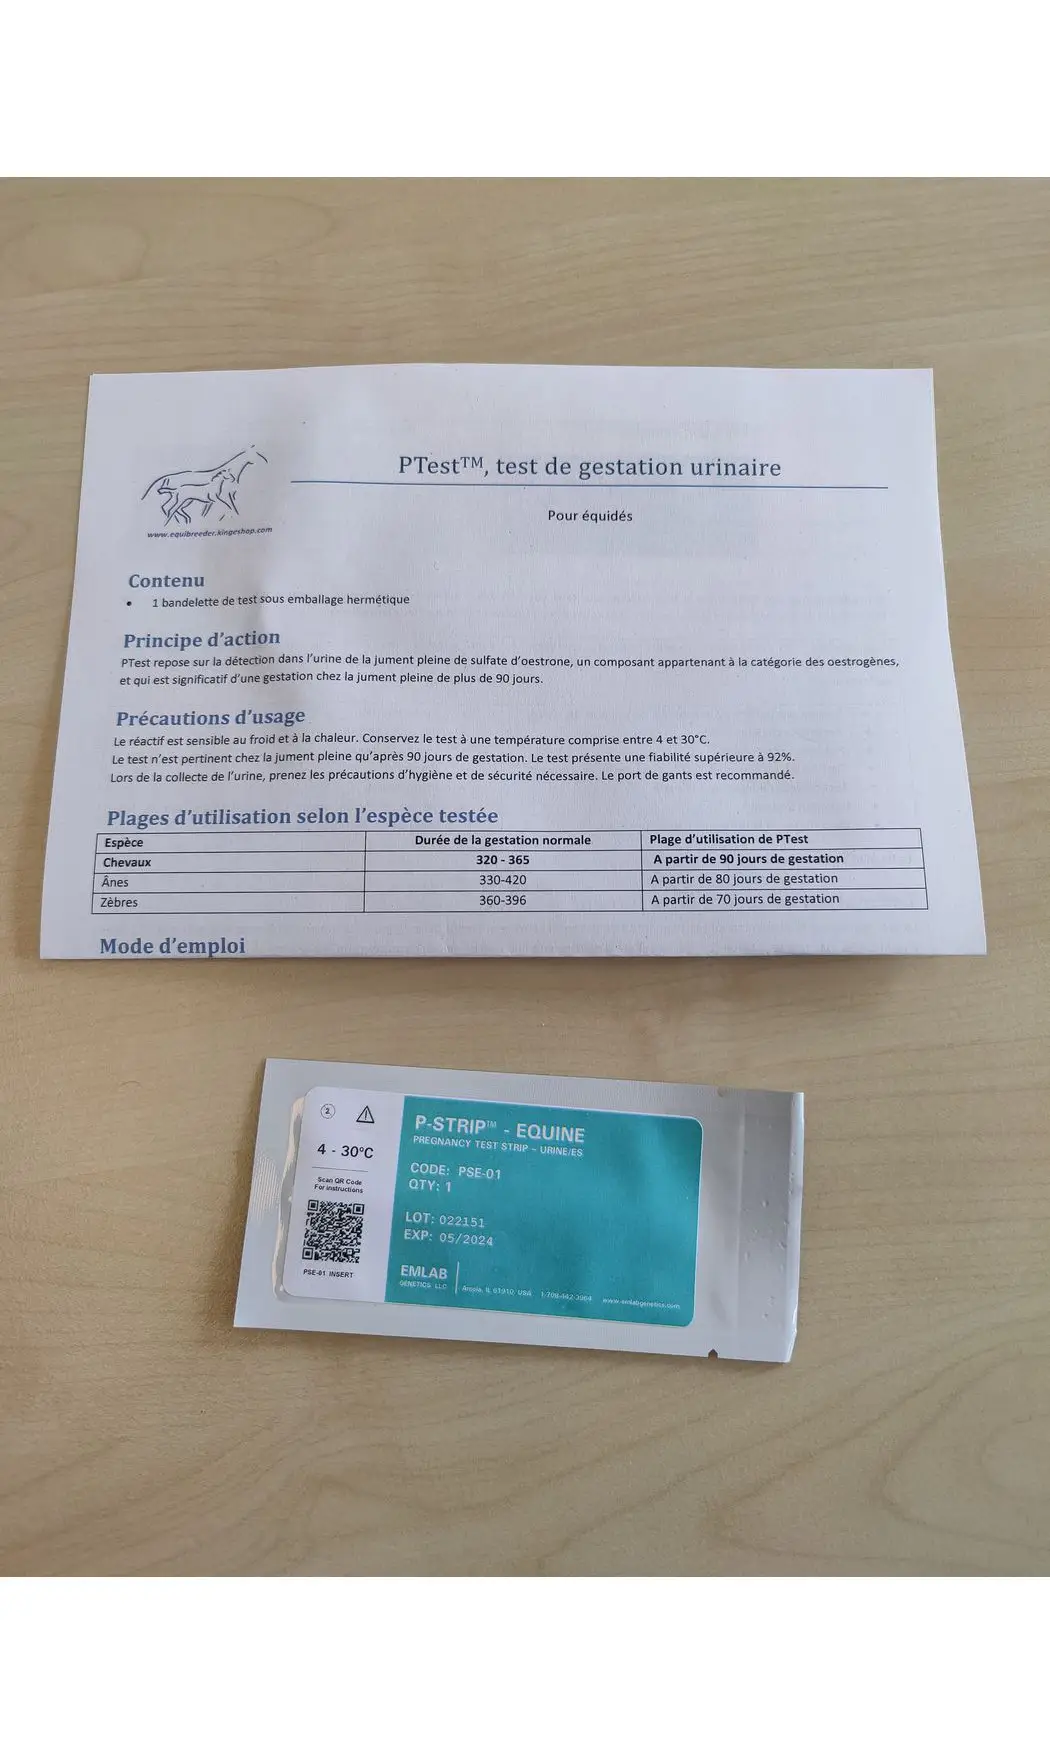 PTest™, test de gestation urinaire
www.equibreeder.kingeshop.com
Pour équidés
Contenu
• 1 bandelette de test sous emballage hermétique
Principe d'action
PTest repose sur la détection dans l'urine de la jument pleine de sulfate d'oestrone, un composant appartenant à la catégorie des oestrogènes,
et qui est significatif d'une gestation chez la jument pleine de plus de 90 jours.
Précautions d'usage
Le réactif est sensible au froid et à la chaleur. Conservez le test à une température comprise entre 4 et 30°C.
Le test n'est pertinent chez la jument pleine qu'après 90 jours de gestation. Le test présente une fiabilité supérieure à 92%.
Lors de la collecte de l'urine, prenez les précautions d'hygiène et de sécurité nécessaire. Le port de gants est recommandé.
Plages d'utilisation selon l'espèce testée
Espèce Durée de la gestation normale Plage d'utilisation de PTest
Chevaux 320 - 365 A partir de 90 jours de gestation
Ânes 330-420 A partir de 80 jours de gestation
Zèbres 360-396 A partir de 70 jours de gestation
Mode d'emploi
2
4 - 30°C
Scan QR Code
For instructions
PSE-01 INSERT
P-STRIP™ - EQUINE
PREGNANCY TEST STRIP - URINE/ES
CODE: PSE-01
QTY: 1
LOT: 022151
EXP: 05/2024
EMLAB
GENETICS LLC
Arcola, IL 61910 USA 1-708-442-3984 www.emlabgenetics.com